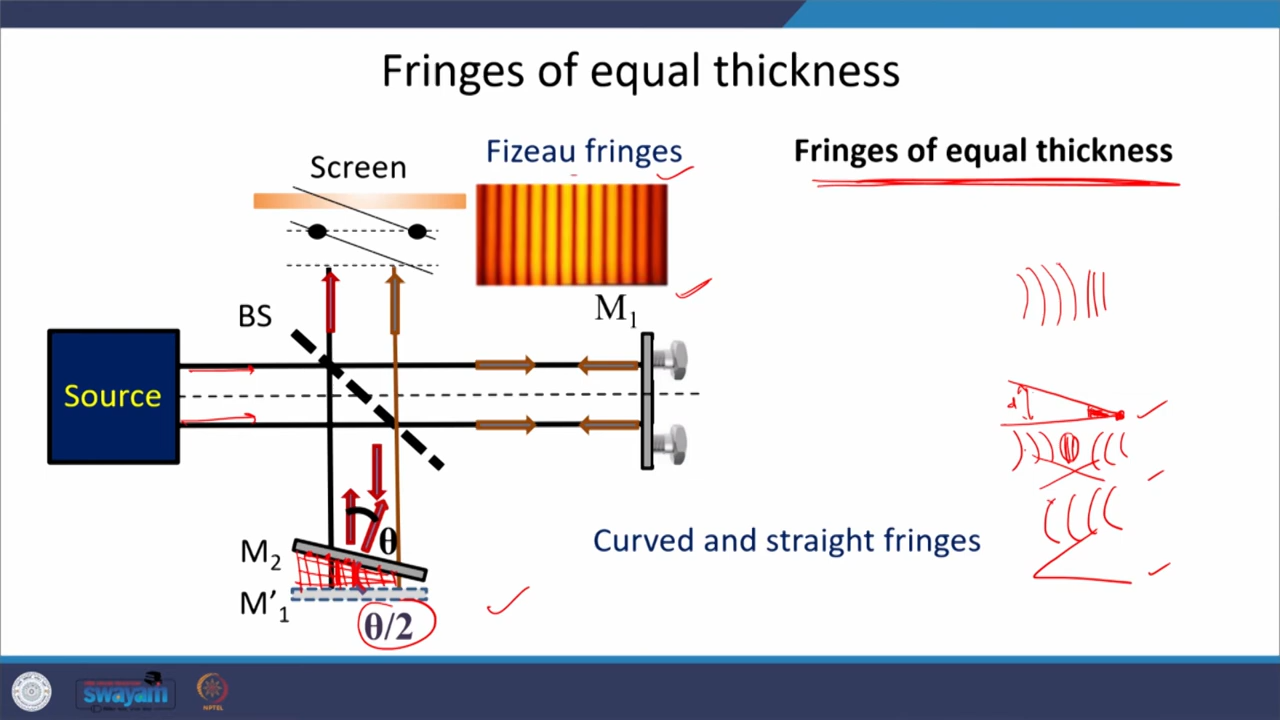 Fringes of equal thickness
Fizeau fringes
Fringes of equal thickness
Screen
BS
M1
Source
d
θ
M2
Curved and straight fringes
M'1
θ/2
swayam
NPTEL